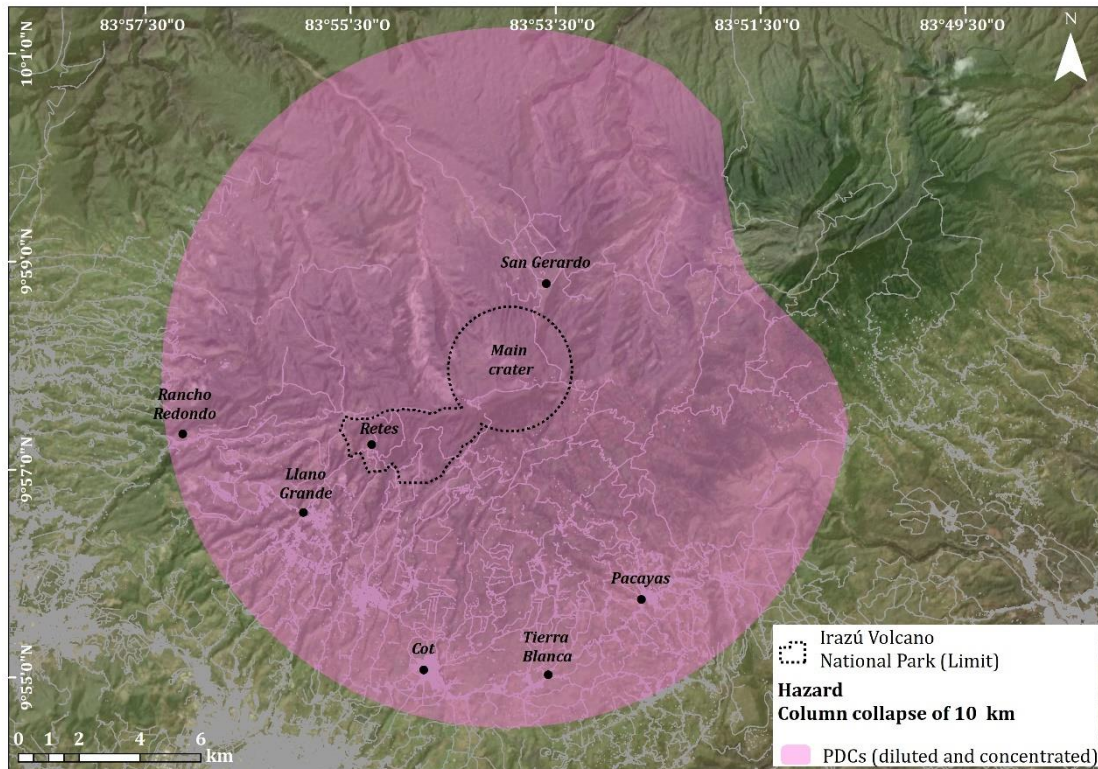 83°57'30"O 83°55'30"O 83°53'30"O 83°51'30"O 83°49'30"O
N
10°1'0"N
9°59'0"N
9°57'0"N
9°55'0"N
San Gerardo
Main
crater
Rancho
Redondo
Retes
Llano
Grande
Pacayas
Cot
Tierra
Blanca
0 1 2 4 6
km
Irazú Volcano
National Park (Limit)
Hazard
Column collapse of 10 km
PDCs (diluted and concentrated)